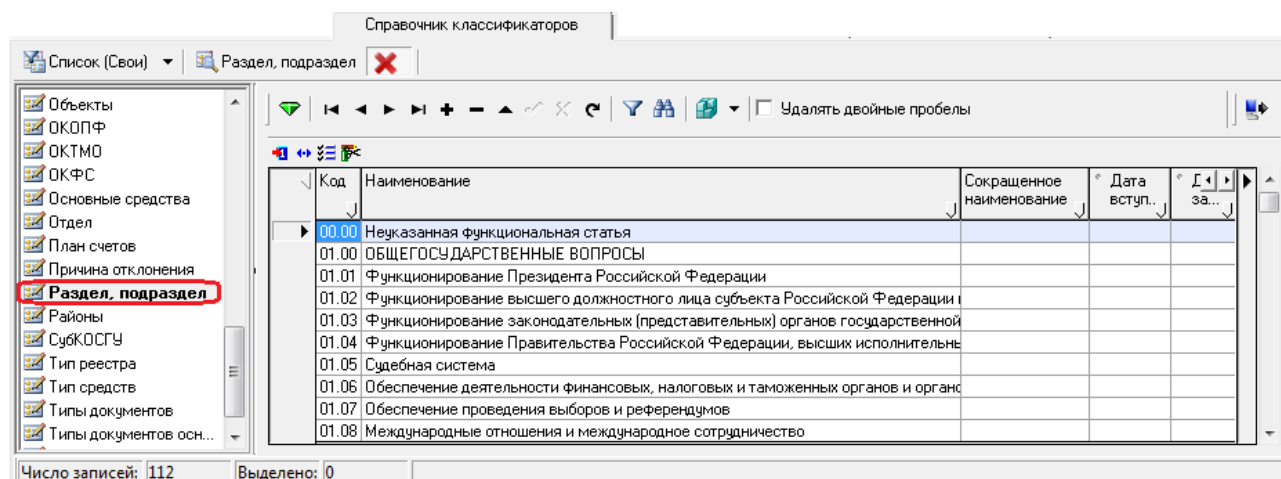 Справочник классификаторов
Список (Свои) Раздел, подраздел
Объекты
ОКОПФ
ОКТМО
ОКФС
Основные средства
Отдел
План счетов
Причина отклонения
Раздел, подраздел
Районы
СубКОСГУ
Тип реестра
Тип средств
Типы документов
Типы документов осн...
Удалять двойные пробелы
Код Наименование Сокращенное наименование Дата вступ.. Д за...
00.00 Неуказанная функциональная статья
01.00 ОБЩЕГОСУДАРСТВЕННЫЕ ВОПРОСЫ
01.01 Функционирование Президента Российской Федерации
01.02 Функционирование высшего должностного лица субъекта Российской Федерации и
01.03 Функционирование законодательных (представительных) органов государственной
01.04 Функционирование Правительства Российской Федерации, высших исполнительнь
01.05 Судебная система
01.06 Обеспечение деятельности финансовых, налоговых и таможенных органов и органо
01.07 Обеспечение проведения выборов и референдумов
01.08 Международные отношения и международное сотрудничество
Число записей: 112 Выделено: 0